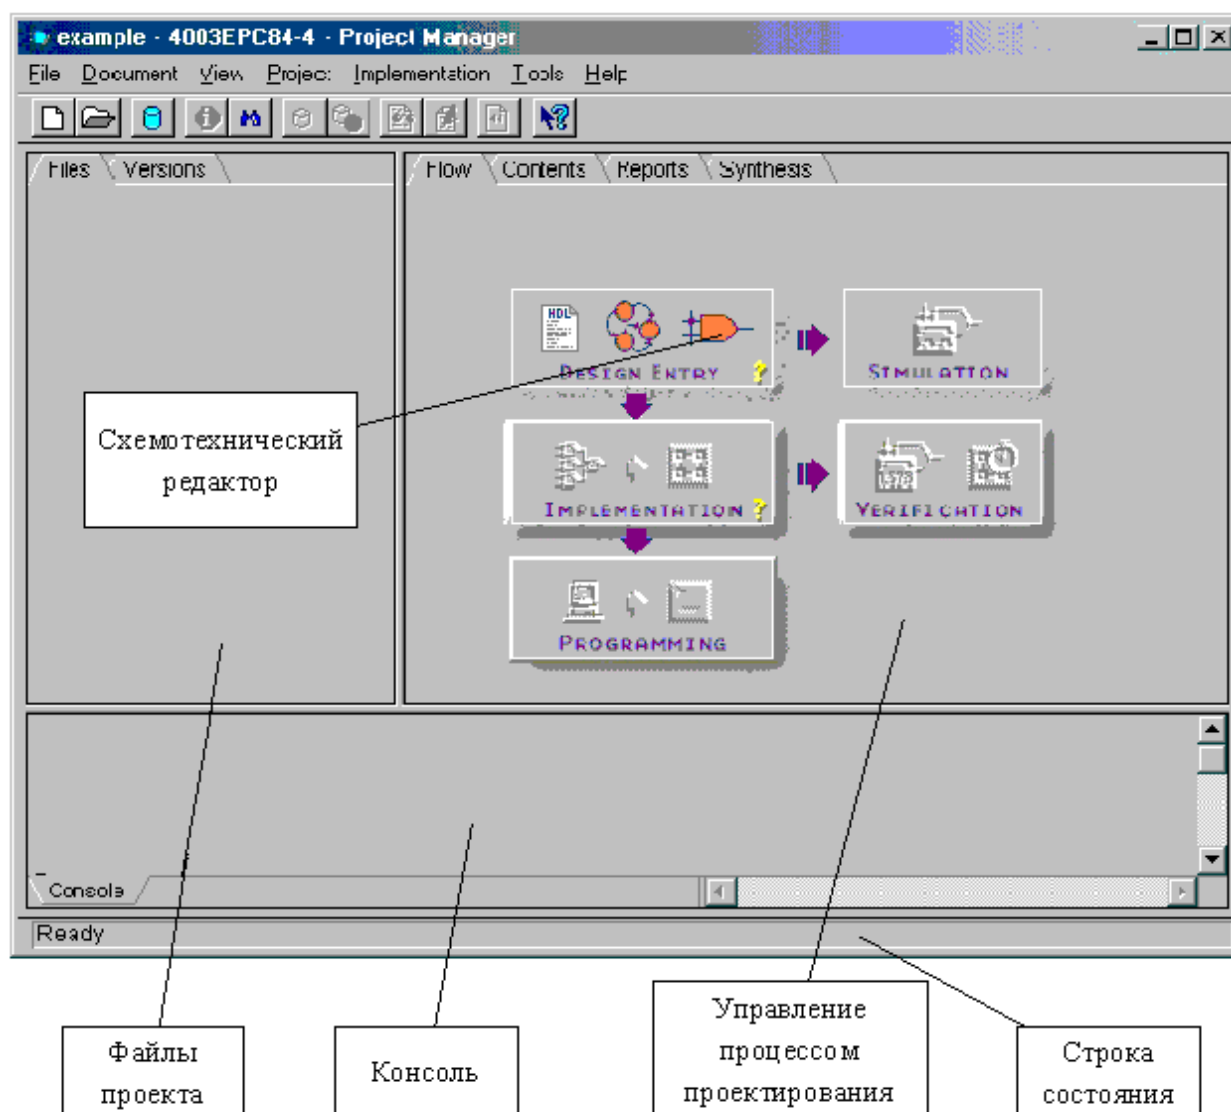 example - 4003EPC84-4 - Project Manager
File Document View Project Implementation Tools Help
Files Versions
Flow Contents Reports Synthesis
HDL
DESIGN ENTRY ?
SIMULATION
Схемотехнический
редактор
IMPLEMENTATION ?
VERIFICATION
PROGRAMMING
Console
Ready
Файлы
проекта
Консоль
Управление
процессом
проектирования
Строка
состояния